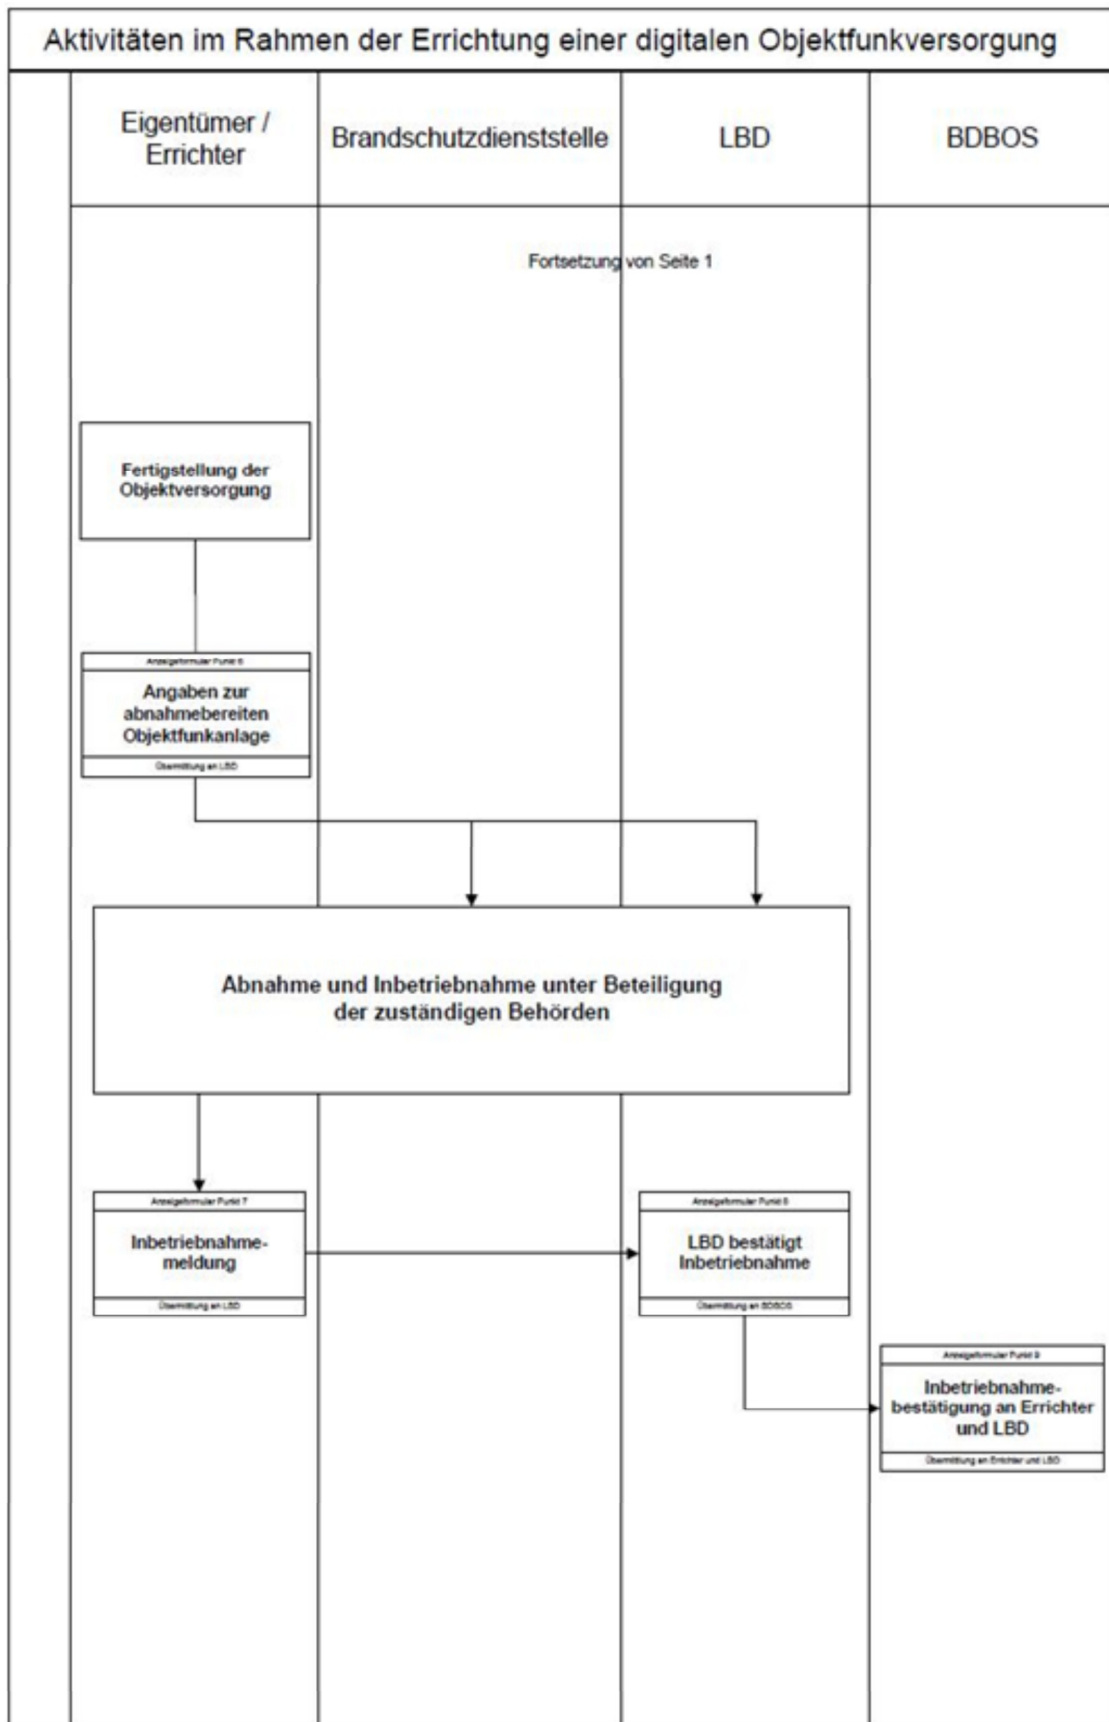 Aktivitäten im Rahmen der Errichtung einer digitalen Objektfunkversorgung
Eigentümer /
Errichter
Brandschutzdienststelle
LBD
BDBOS
Fortsetzung von Seite 1
Fertigstellung der
Objektversorgung
Anzeigeformular Punkt 6
Angaben zur
abnahmebereiten
Objektfunkanlage
Übermittlung an LBD
Abnahme und Inbetriebnahme unter Beteiligung
der zuständigen Behörden
Anzeigeformular Punkt 7
Inbetriebnahme-
meldung
Übermittlung an LBD
Anzeigeformular Punkt
LBD bestätigt
Inbetriebnahme
Übermittlung an BDBOS
Anzeigeformular Punkt 9
Inbetriebnahme-
bestätigung an Errichter
und LBD
Übermittlung an Errichter und LBD